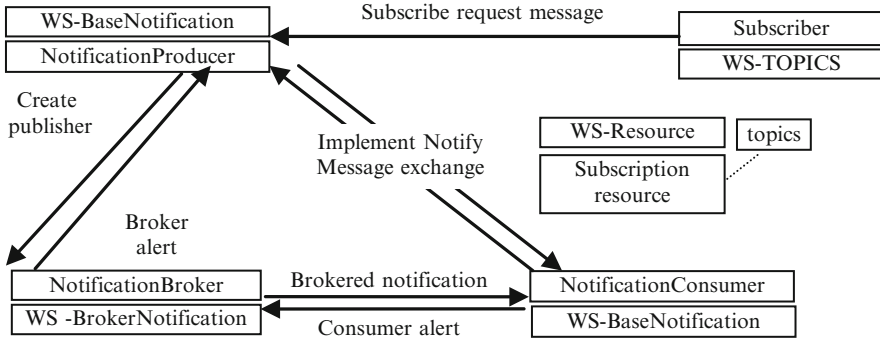 WS-BaseNotification
NotificationProducer
Subscribe request message
Subscriber
WS-TOPICS
Create
publisher
Implement Notify
Message exchange
WS-Resource
topics
Subscription
resource
Broker
alert
NotificationBroker
WS -BrokerNotification
Brokered notification
Consumer alert
NotificationConsumer
WS-BaseNotification